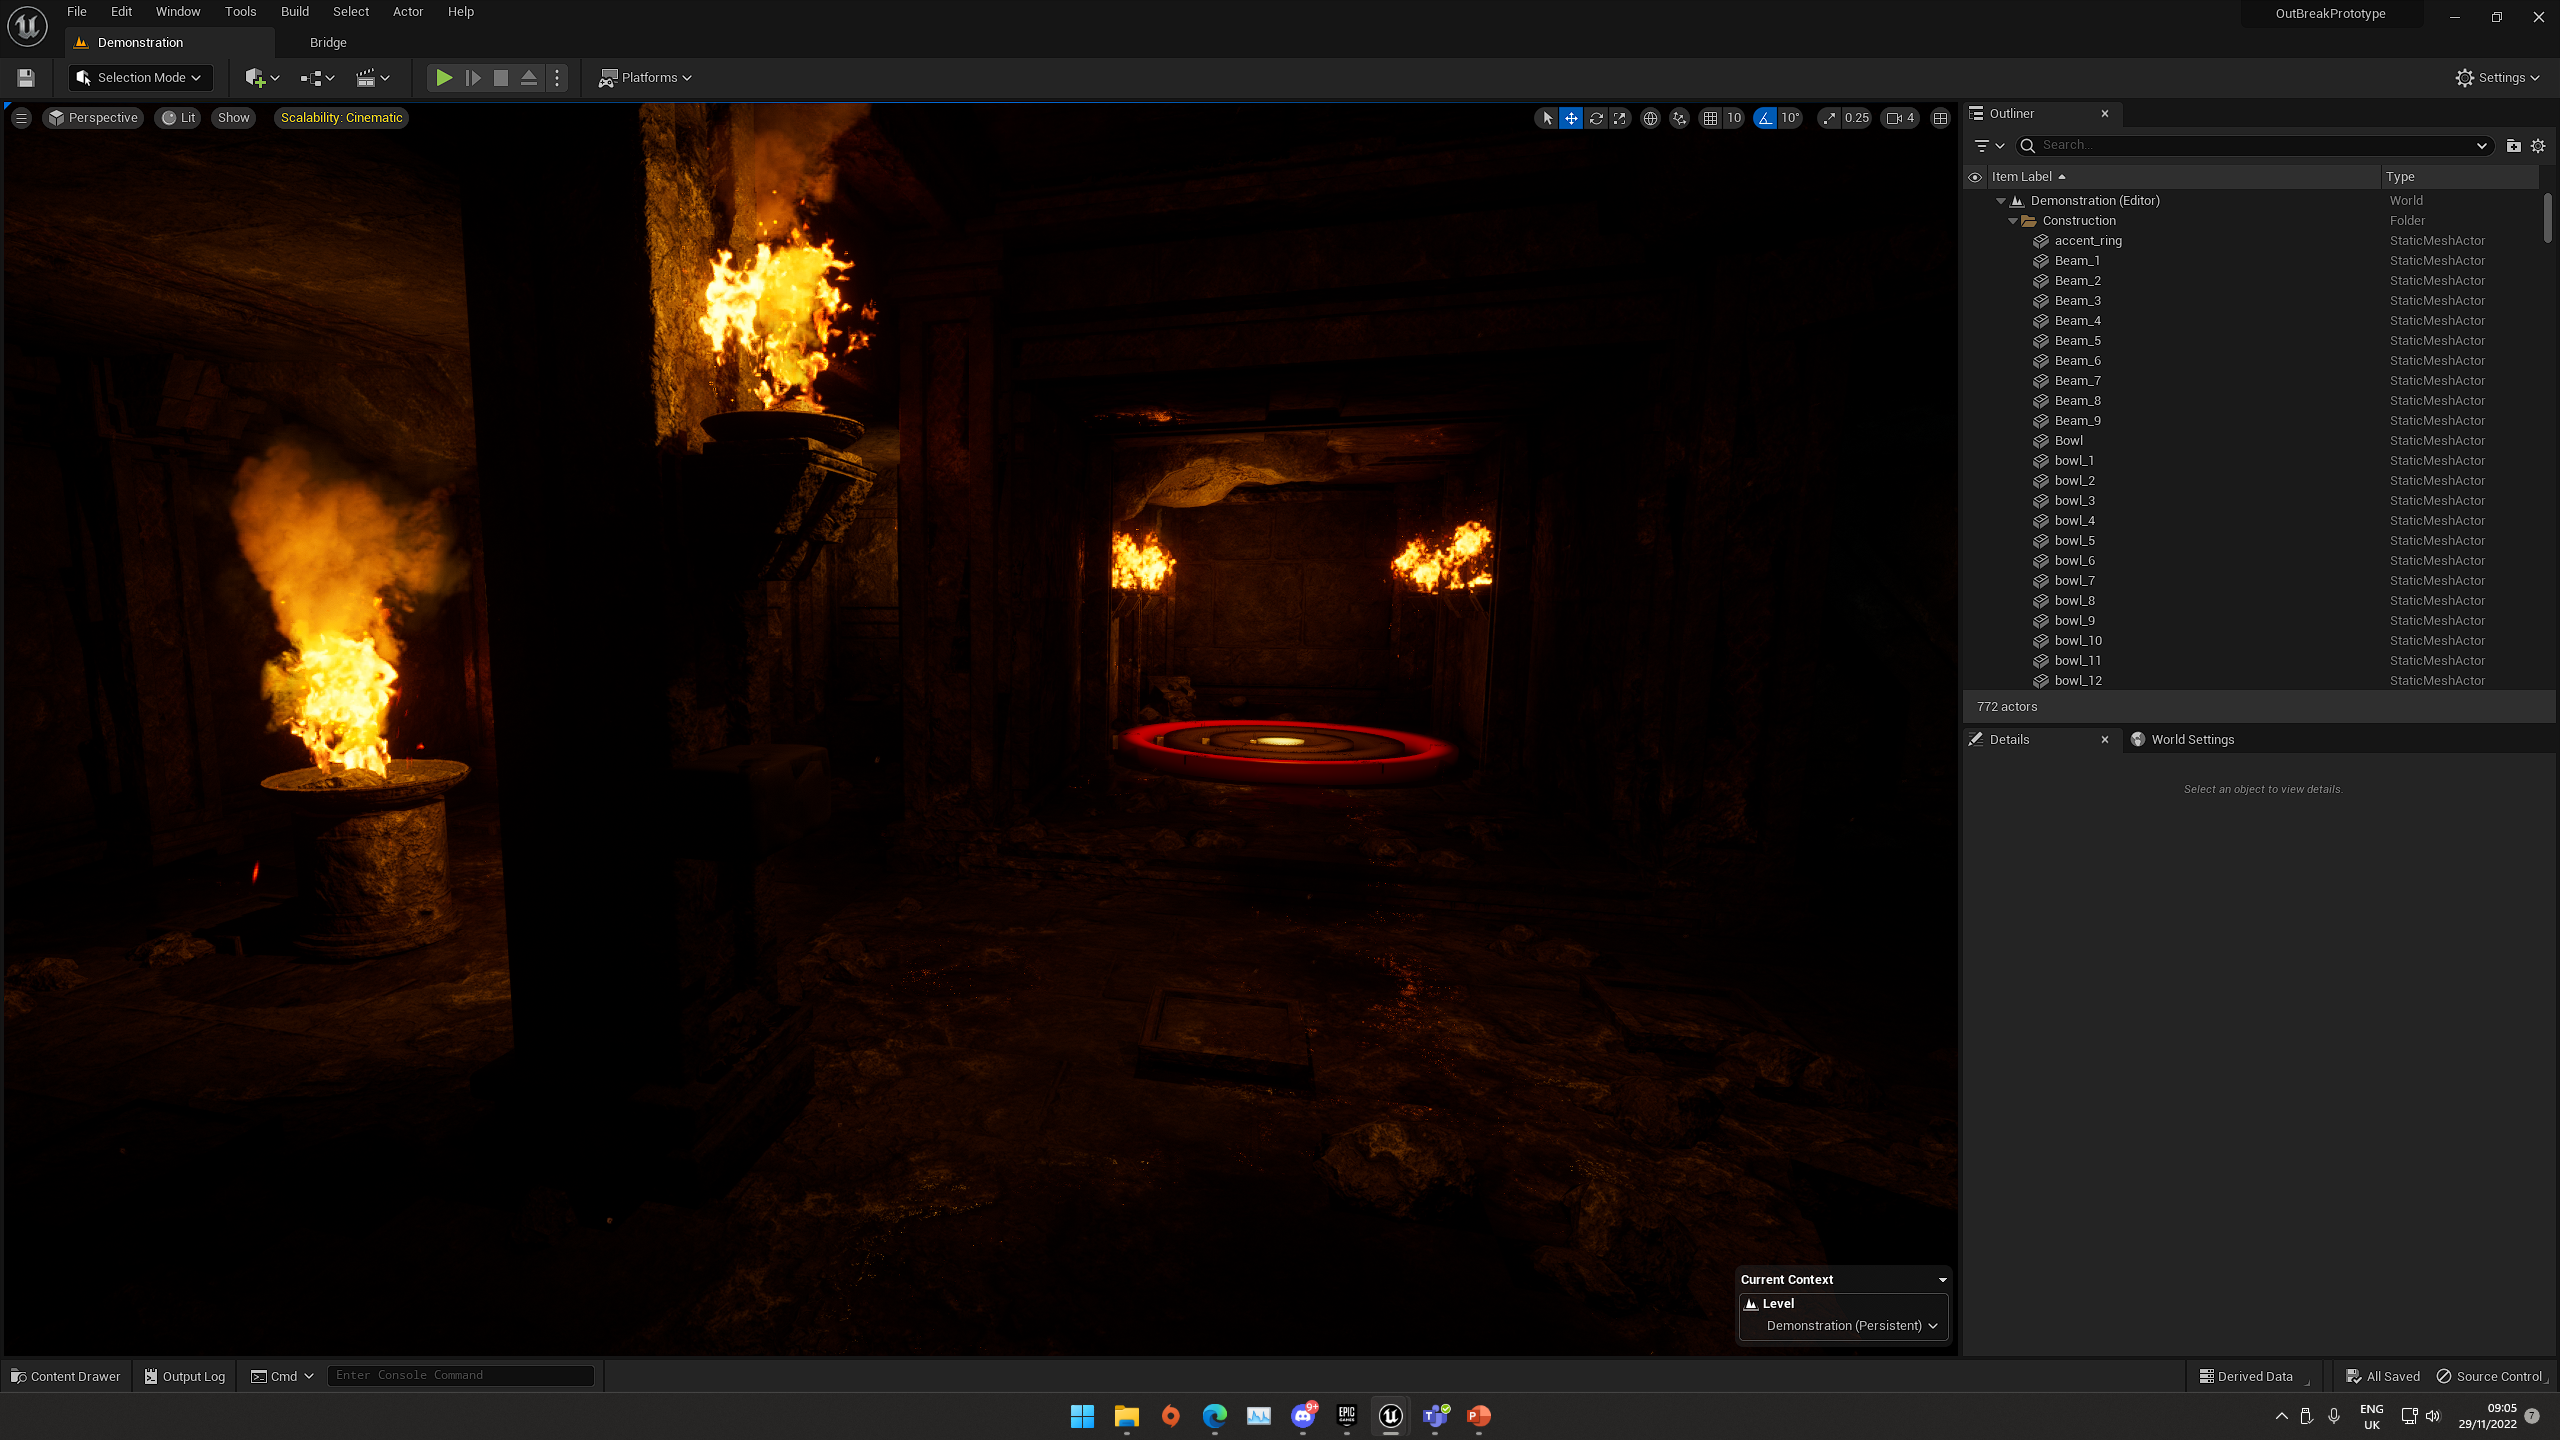 File Edit Window Tools Build Select Actor Help
OutBreakPrototype
Demonstration
Bridge
Selection Mode
Platforms
Settings
Perspective Lit Show Scalability: Cinematic
10 10° 0.25 4
Outliner
Search...
Item Label Type
Demonstration (Editor) World
Construction Folder
accent_ring StaticMeshActor
Beam_1 StaticMeshActor
Beam_2 StaticMeshActor
Beam_3 StaticMeshActor
Beam_4 StaticMeshActor
Beam_5 StaticMeshActor
Beam_6 StaticMeshActor
Beam_7 StaticMeshActor
Beam_8 StaticMeshActor
Beam_9 StaticMeshActor
Bowl StaticMeshActor
bowl_1 StaticMeshActor
bowl_2 StaticMeshActor
bowl_3 StaticMeshActor
bowl_4 StaticMeshActor
bowl_5 StaticMeshActor
bowl_6 StaticMeshActor
bowl_7 StaticMeshActor
bowl_8 StaticMeshActor
bowl_9 StaticMeshActor
bowl_10 StaticMeshActor
bowl_11 StaticMeshActor
bowl_12 StaticMeshActor
772 actors
Details
World Settings
Select an object to view details.
Current Context
Level
Demonstration (Persistent)
Content Drawer Output Log Cmd Enter Console Command
Derived Data All Saved Source Control
9+
EPIC GAMES
ENG
UK
09:05
29/11/2022
7